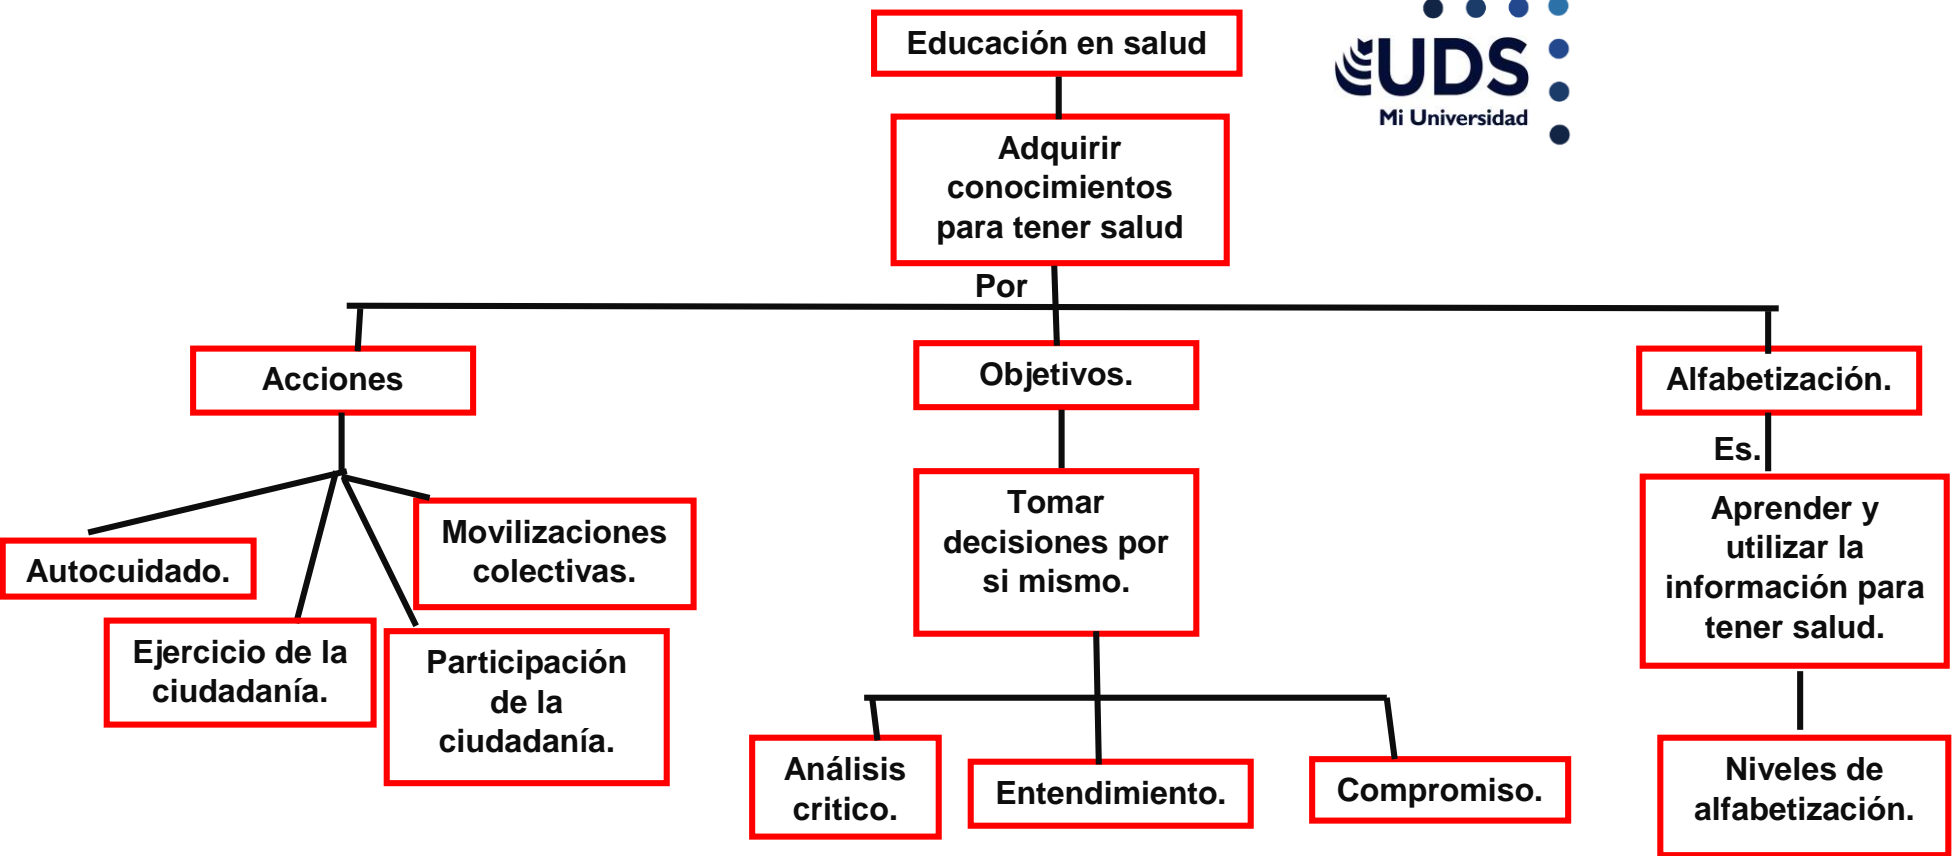 Educación en salud
UDS
Mi Universidad
Adquirir
conocimientos
para tener salud
Por
Acciones
Objetivos.
Alfabetización.
Es.
Autocuidado.
Ejercicio de la
ciudadanía.
Participación
de la
ciudadanía.
Movilizaciones
colectivas.
Tomar
decisiones por
si mismo.
Análisis
critico.
Entendimiento.
Compromiso.
Aprender y
utilizar la
información para
tener salud.
Niveles de
alfabetización.